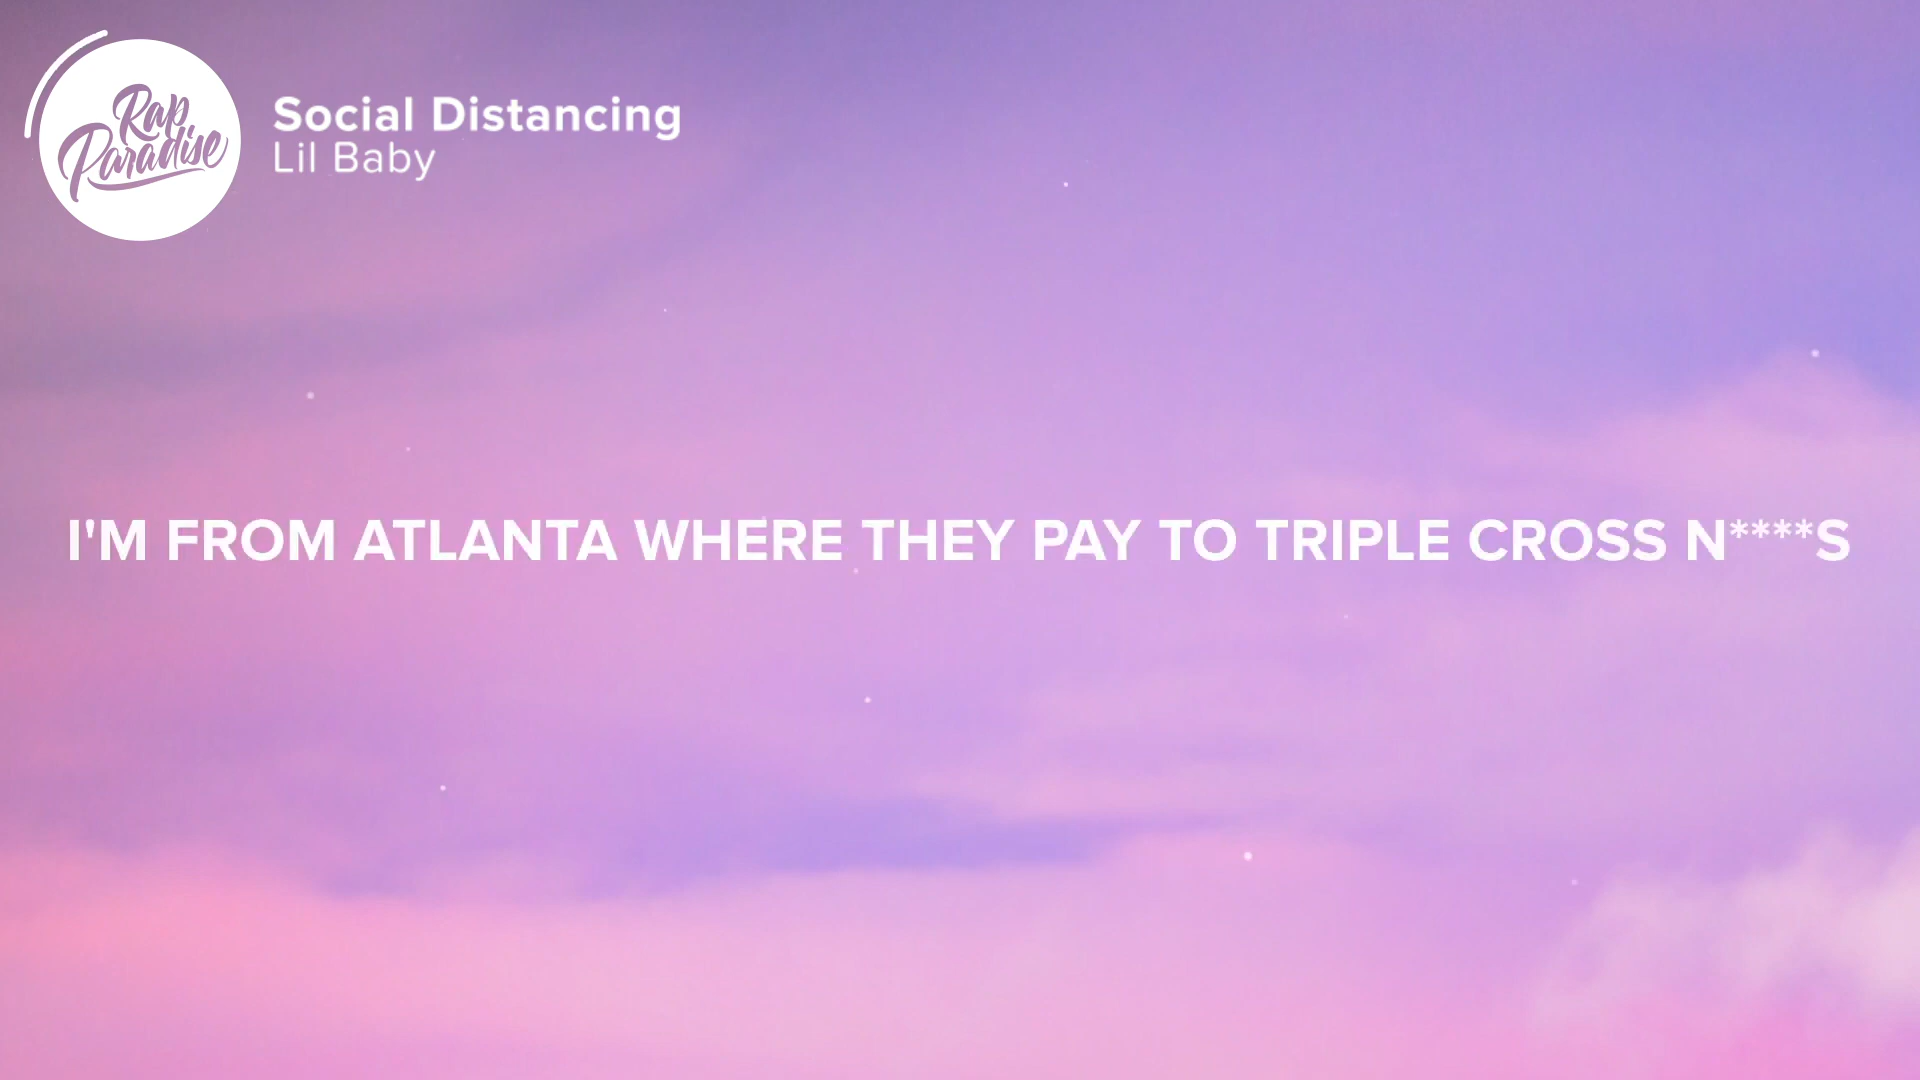 Rap
Paradise
Social Distancing
Lil Baby
I'M FROM ATLANTA WHERE THEY PAY TO TRIPLE CROSS N****S